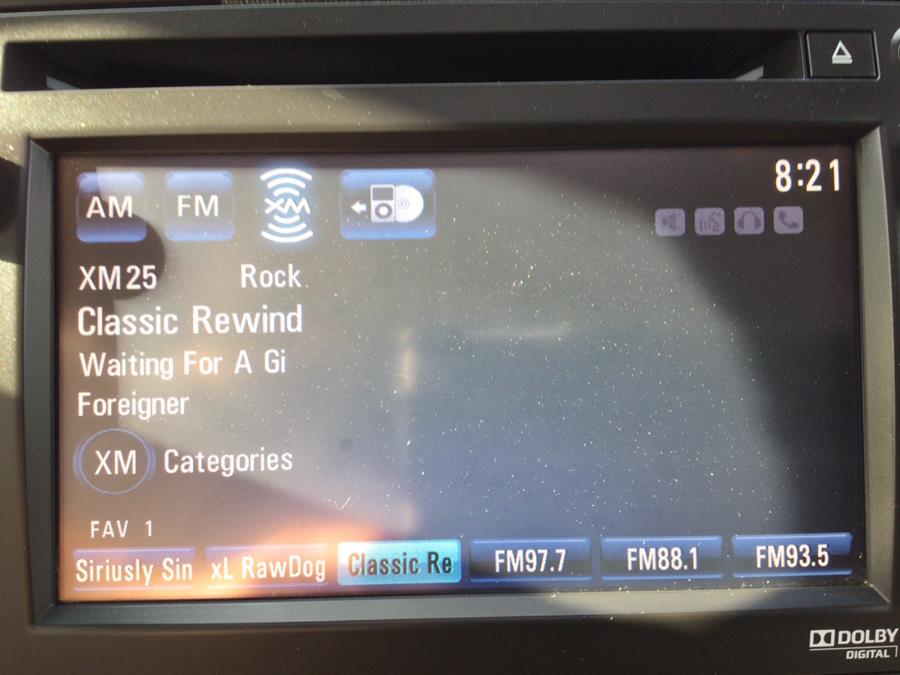 AM FM XM 8:21
XM25 Rock
Classic Rewind
Waiting For A Gi
Foreigner
XM Categories
FAV 1
Siriusly Sin xL RawDog Classic Re FM97.7 FM88.1 FM93.5
DOLBY
DIGITAL